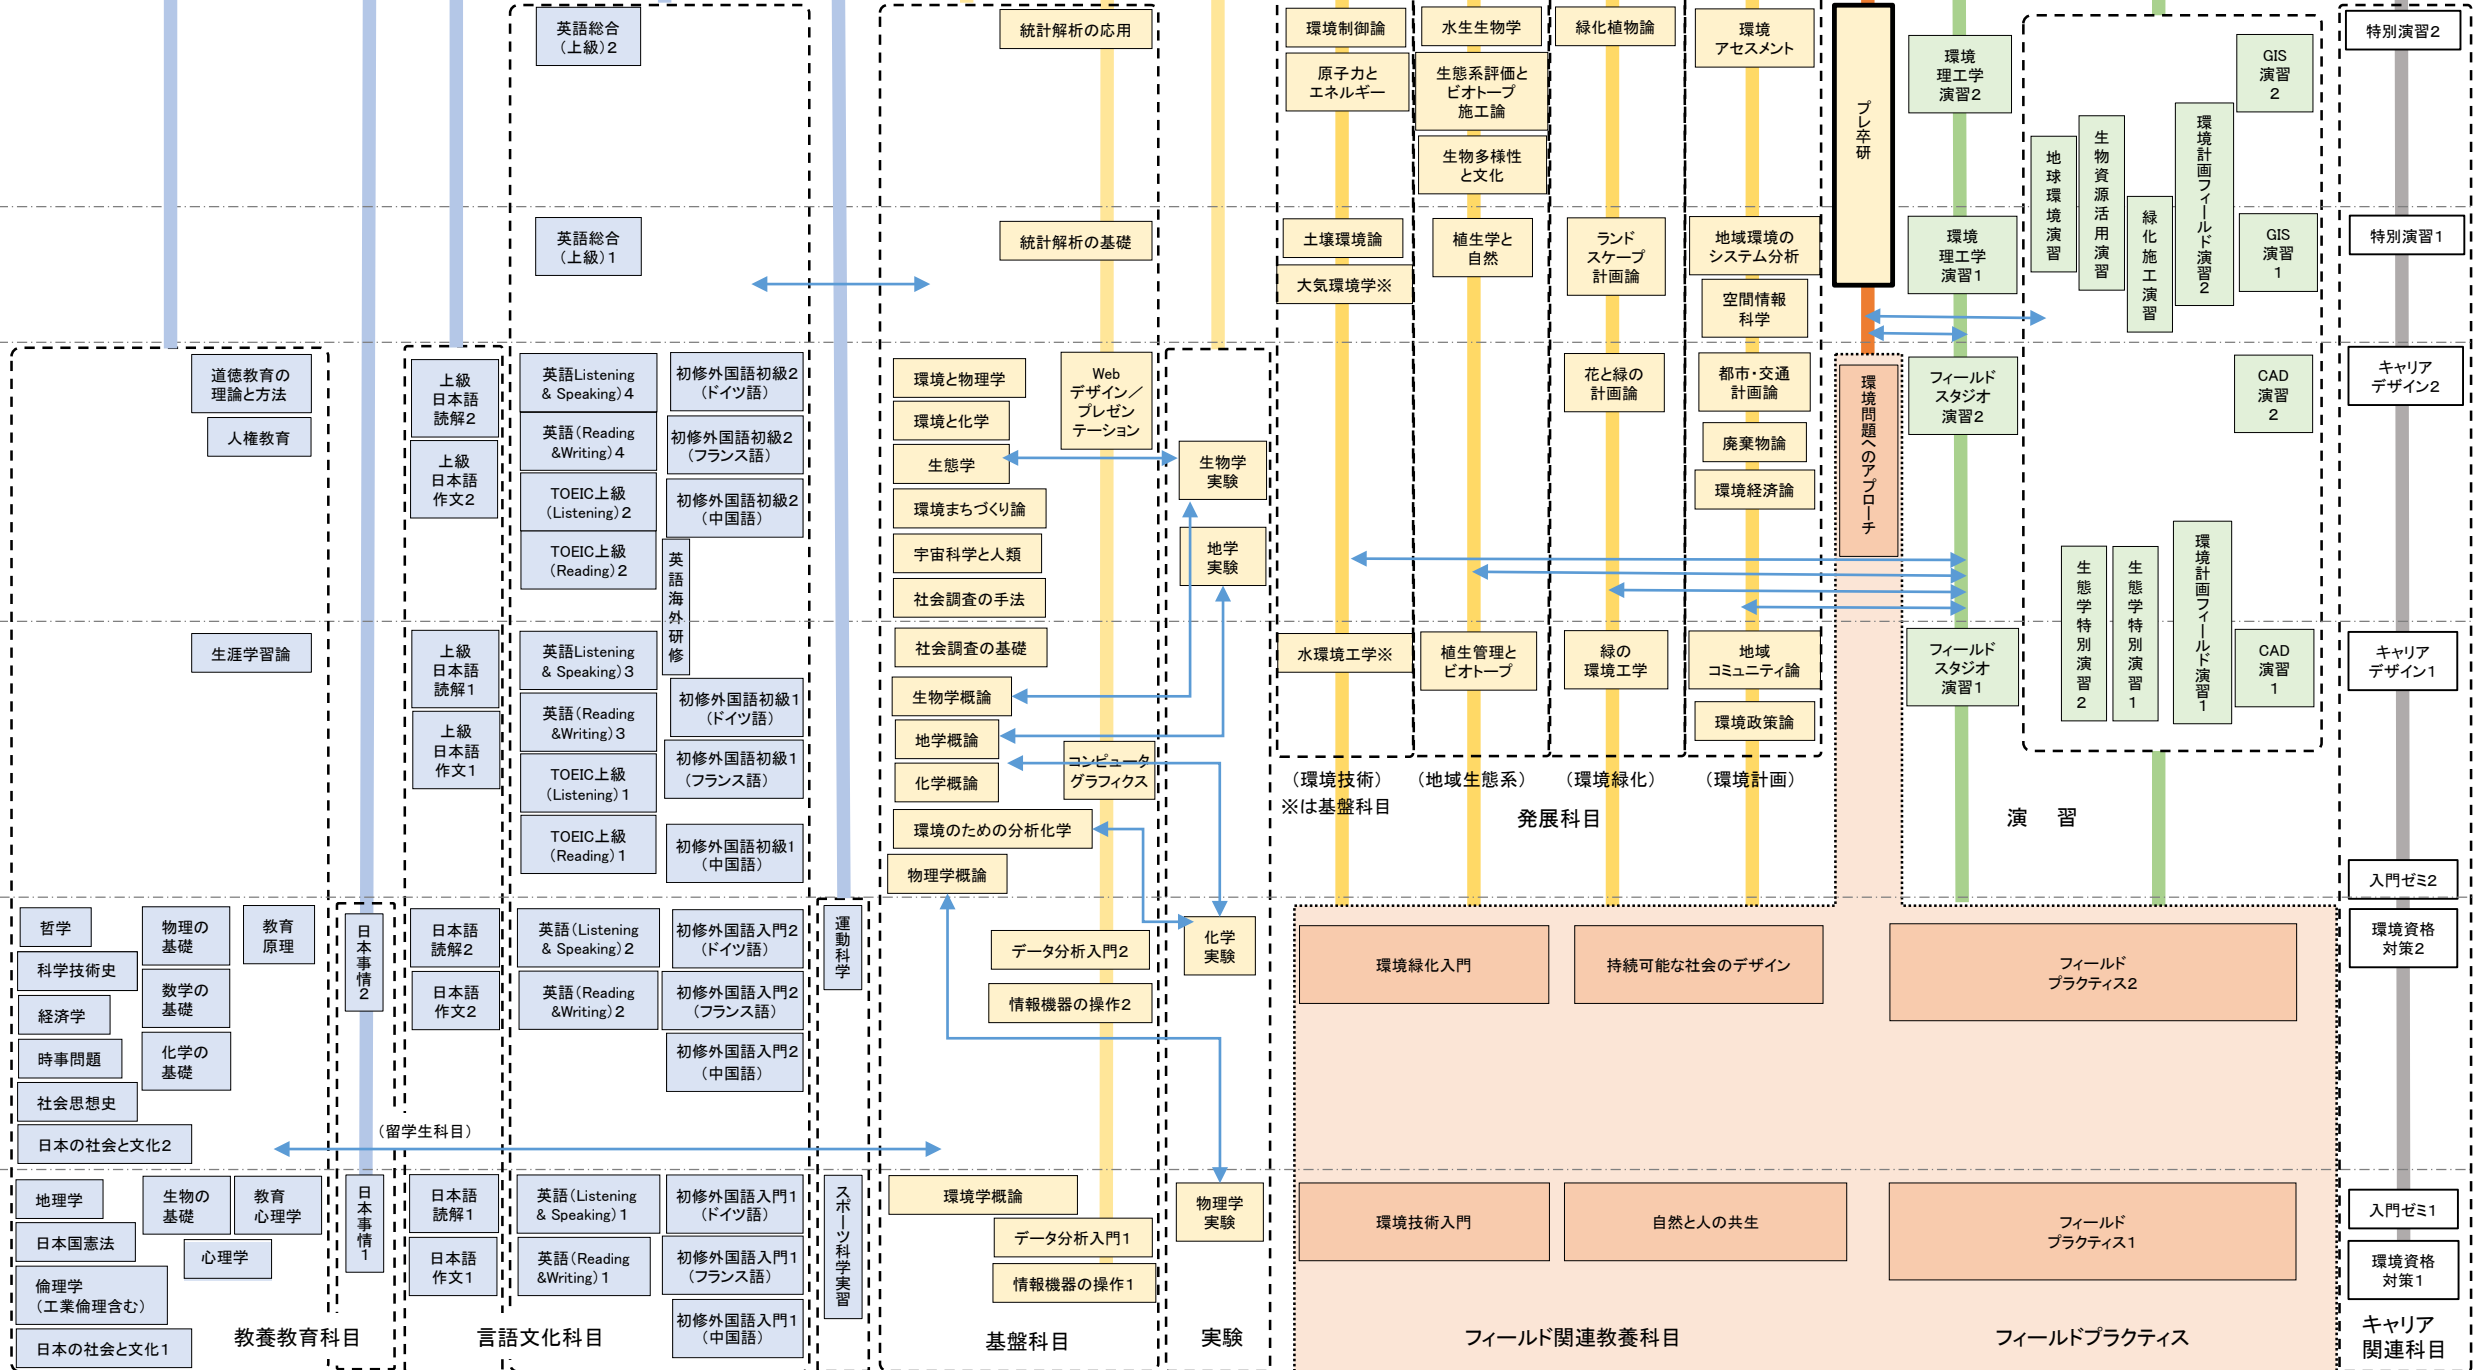 英語総合
(上級)2
統計解析の応用
環境制御論
原子力と
エネルギー
水生生物学
生態系評価と
ビオトープ
施工論
生物多様性
と文化
緑化植物論
環境
アセスメント
プレ卒研
環境
理工学
演習2
GIS
演習
2
地球環境演習
生物資源活用演習
緑化施工演習
環境計画フィールド演習2
特別演習2
英語総合
(上級)1
統計解析の基礎
土壌環境論
大気環境学※
植生学と
自然
ランド
スケープ
計画論
地域環境の
システム分析
空間情報
科学
環境
理工学
演習1
GIS
演習
1
特別演習1
道徳教育の
理論と方法
人権教育
上級
日本語
読解2
上級
日本語
作文2
英語Listening
& Speaking)4
英語(Reading
&Writing)4
TOEIC上級
(Listening)2
TOEIC上級
(Reading)2
初修外国語初級2
(ドイツ語)
初修外国語初級2
(フランス語)
初修外国語初級2
(中国語)
英語海外研修
環境と物理学
環境と化学
生態学
環境まちづくり論
宇宙科学と人類
社会調査の手法
Web
デザイン/
プレゼン
テーション
生物学
実験
地学
実験
花と緑の
計画論
都市・交通
計画論
廃棄物論
環境経済論
環境問題へのアプローチ
フィールド
スタジオ
演習2
CAD
演習
2
生態学特別演習2
生態学特別演習1
環境計画フィールド演習1
キャリア
デザイン2
生涯学習論
上級
日本語
読解1
上級
日本語
作文1
英語Listening
& Speaking)3
英語(Reading
&Writing)3
TOEIC上級
(Listening)1
TOEIC上級
(Reading)1
初修外国語初級1
(ドイツ語)
初修外国語初級1
(フランス語)
初修外国語初級1
(中国語)
社会調査の基礎
生物学概論
地学概論
化学概論
環境のための分析化学
物理学概論
コンピュータ
グラフィクス
水環境工学※
植生管理と
ビオトープ
緑の
環境工学
地域
コミュニティ論
環境政策論
フィールド
スタジオ
演習1
CAD
演習
1
キャリア
デザイン1
(環境技術)
(地域生態系)
(環境緑化)
(環境計画)
※は基盤科目
発展科目
演 習
入門ゼミ2
哲学
科学技術史
経済学
時事問題
社会思想史
日本の社会と文化2
物理の
基礎
数学の
基礎
化学の
基礎
教育
原理
日本事情2
日本語
読解2
日本語
作文2
英語(Listening
& Speaking)2
英語(Reading
&Writing)2
初修外国語入門2
(ドイツ語)
初修外国語入門2
(フランス語)
初修外国語入門2
(中国語)
運動科学
データ分析入門2
情報機器の操作2
化学
実験
環境緑化入門
持続可能な社会のデザイン
フィールド
プラクティス2
環境資格
対策2
(留学生科目)
地理学
日本国憲法
倫理学
(工業倫理含む)
日本の社会と文化1
生物の
基礎
教育
心理学
心理学
日本事情1
日本語
読解1
日本語
作文1
英語(Listening
& Speaking)1
英語(Reading
&Writing)1
初修外国語入門1
(ドイツ語)
初修外国語入門1
(フランス語)
初修外国語入門1
(中国語)
スポーツ科学実習
環境学概論
データ分析入門1
情報機器の操作1
物理学
実験
環境技術入門
自然と人の共生
フィールド
プラクティス1
入門ゼミ1
環境資格
対策1
教養教育科目
言語文化科目
基盤科目
実験
フィールド関連教養科目
フィールドプラクティス
キャリア
関連科目